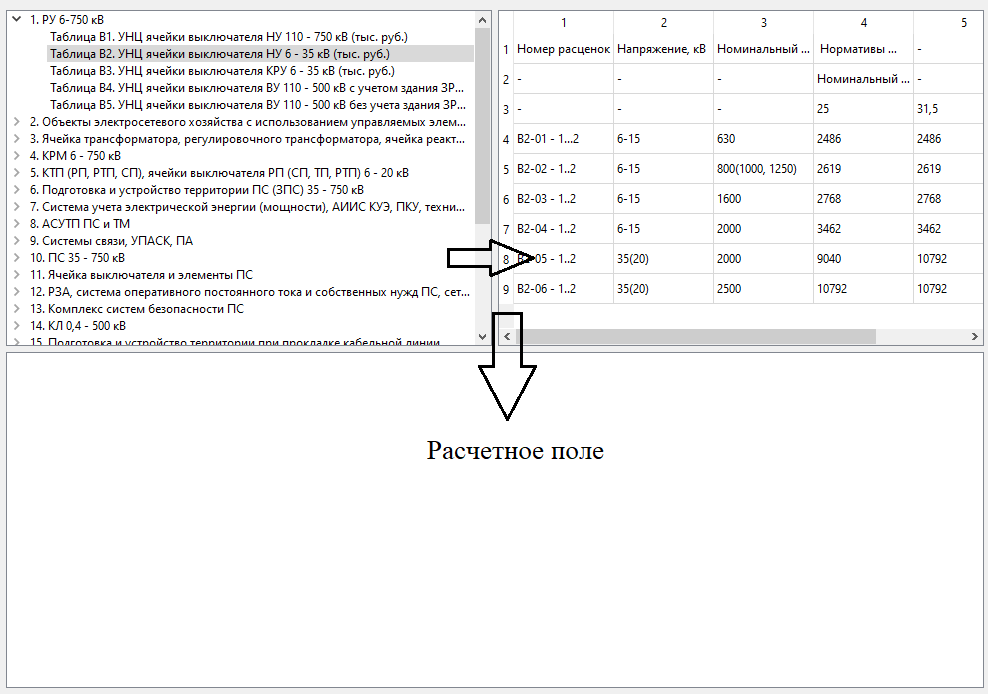 1. РУ 6-750 кВ
Таблица В1. УНЦ ячейки выключателя НУ 110 - 750 кВ (тыс. руб.)
Таблица В2. УНЦ ячейки выключателя НУ 6 - 35 кВ (тыс. руб.)
Таблица В3. УНЦ ячейки выключателя КРУ 6 - 35 кВ (тыс. руб.)
Таблица В4. УНЦ ячейки выключателя ВУ 110 - 500 кВ с учетом здания ЗР...
Таблица В5. УНЦ ячейки выключателя ВУ 110 - 500 кВ без учета здания ЗР...
2. Объекты электросетевого хозяйства с использованием управляемых элем...
3. Ячейка трансформатора, регулировочного трансформатора, ячейка реакт...
4. КРМ 6 - 750 кВ
5. КТП (РП, РТП, СП), ячейки выключателя РП (СП, ТП, РТП) 6 - 20 кВ
6. Подготовка и устройство территории ПС (ЗПС) 35 - 750 кВ
7. Система учета электрической энергии (мощности), АИИС КУЭ, ПКУ, техни...
8. АСУТП ПС и ТМ
9. Системы связи, УПАСК, ПА
10. ПС 35 - 750 кВ
11. Ячейка выключателя и элементы ПС
12. РЗА, система оперативного постоянного тока и собственных нужд ПС, сет...
13. Комплекс систем безопасности ПС
14. КЛ 0,4 - 500 кВ
15. Подготовка и устройство территории при прокладке кабельной линии
1 2 3 4 5
1 Номер расценок Напряжение, кВ Номинальный ... Нормативы ... -
2 - - - Номинальный ... -
3 - - - 25 31,5
4 В2-01 - 1...2 6-15 630 2486 2486
5 В2-02 - 1..2 6-15 800(1000, 1250) 2619 2619
6 В2-03 - 1..2 6-15 1600 2768 2768
7 В2-04 - 1..2 6-15 2000 3462 3462
8 В2-05 - 1..2 35(20) 2000 9040 10792
9 В2-06 - 1..2 35(20) 2500 10792 10792
Расчетное поле